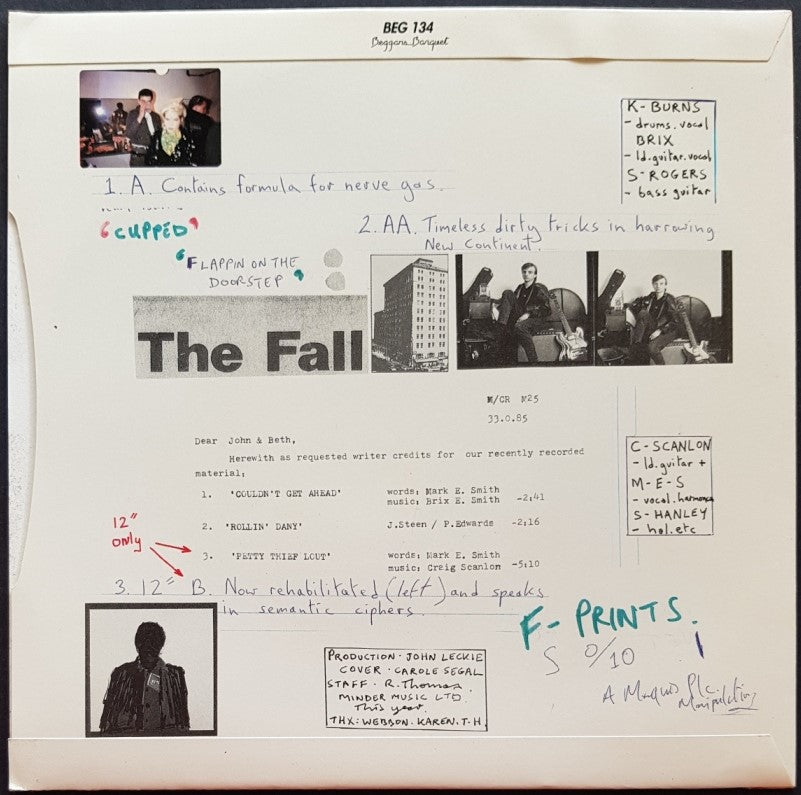 BEG 134
Beggars Banquet
K- BURNS
- drums.vocal
BRIX
- ld.guitar.vocal
S- ROGERS
- bass guitar
1. A. Contains formula for nerve gas.
"CUPPED"
2. AA. Timeless dirty tricks in harrowing
New Continent.
"FLAPPIN ON THE
DOORSTEP"
The Fall
M/CR M25
33.0.85
Dear John & Beth,
Herewith as requested writer credits for our recently recorded
material;
1. 'COULDN'T GET AHEAD' words: Mark E. Smith
music: Brix E. Smith -2;41
2. 'ROLLIN' DANY' J.Steen / P.Edwards -2;16
3. 'PETTY THIEF LOUT' words: Mark E. Smith
music: Craig Scanlon -5;10
12"
only
C- SCANLON
- ld.guitar +
M-E-S
- vocal.harmonca
S- HANLEY
- hol.etc
3. 12" B. Now rehabilitated (left) and speaks
in semantic ciphers.
F- PRINTS.
S 0/10
PRODUCTION · JOHN LECKIE
COVER · CAROLE SEGAL
STAFF · R.Thomas.
MINDER MUSIC LTD.
This year.
THX: WEBBON. KAREN. T.H
A Plc.
Manipulation